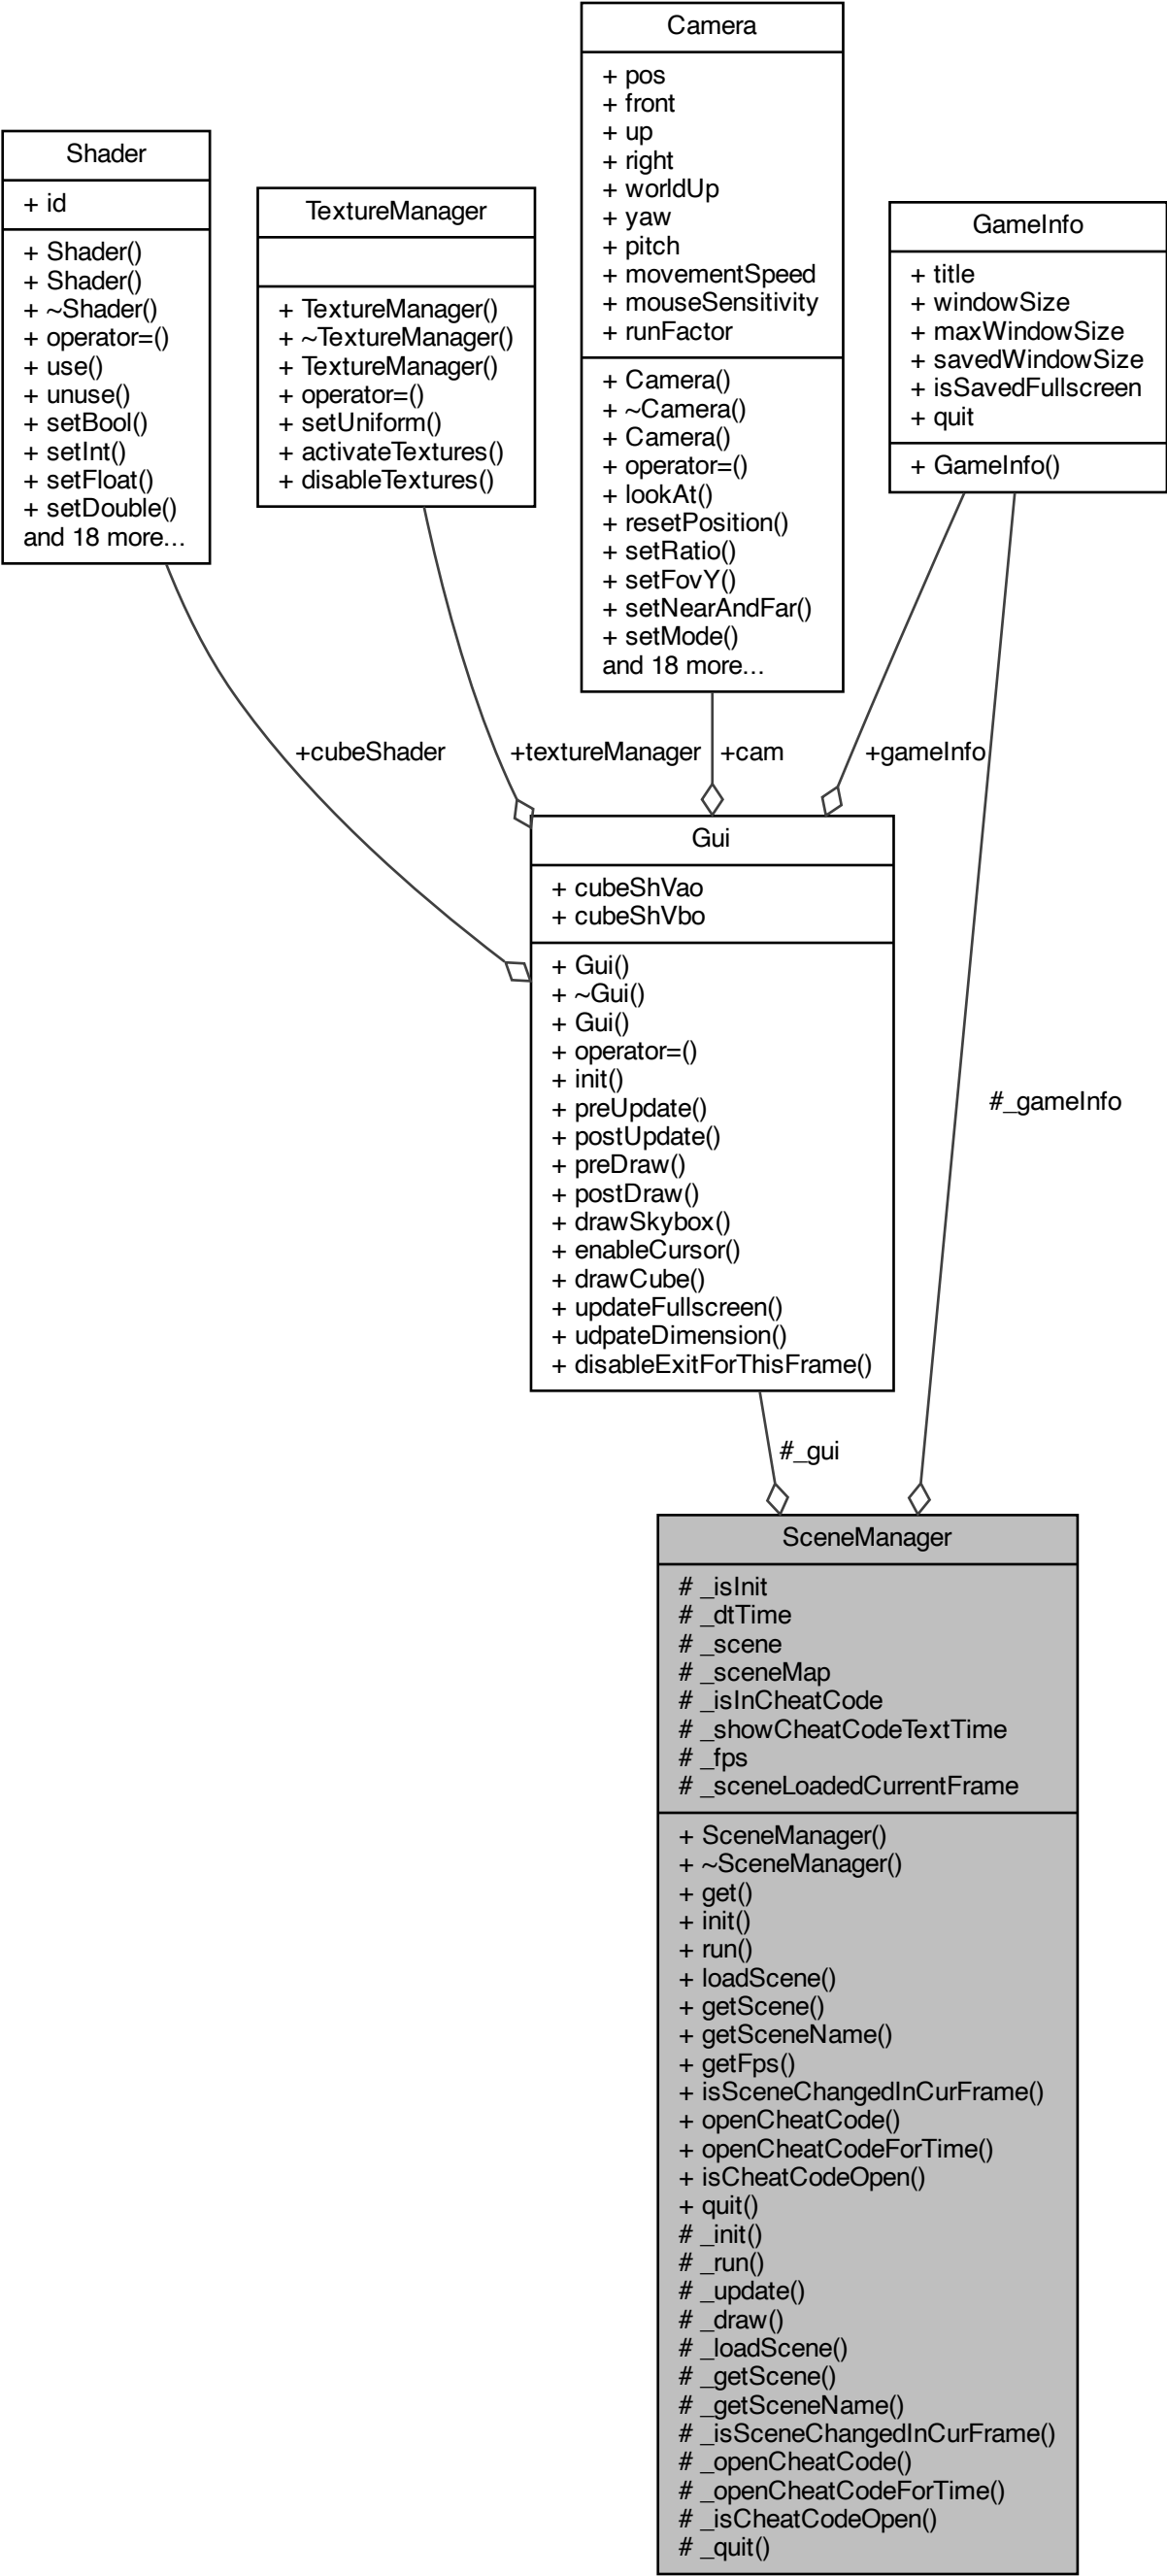 Camera
+ pos
+ front
+ up
+ right
+ worldUp
+ yaw
+ pitch
+ movementSpeed
+ mouseSensitivity
+ runFactor
+ Camera()
+ ~Camera()
+ Camera()
+ operator=()
+ lookAt()
+ resetPosition()
+ setRatio()
+ setFovY()
+ setNearAndFar()
+ setMode()
and 18 more...
Shader
+ id
+ Shader()
+ Shader()
+ ~Shader()
+ operator=()
+ use()
+ unuse()
+ setBool()
+ setInt()
+ setFloat()
+ setDouble()
and 18 more...
TextureManager
+ TextureManager()
+ ~TextureManager()
+ TextureManager()
+ operator=()
+ setUniform()
+ activateTextures()
+ disableTextures()
GameInfo
+ title
+ windowSize
+ maxWindowSize
+ savedWindowSize
+ isSavedFullscreen
+ quit
+ GameInfo()
+cubeShader
+textureManager
+cam
+gameInfo
Gui
+ cubeShVao
+ cubeShVbo
+ Gui()
+ ~Gui()
+ Gui()
+ operator=()
+ init()
+ preUpdate()
+ postUpdate()
+ preDraw()
+ postDraw()
+ drawSkybox()
+ enableCursor()
+ drawCube()
+ updateFullscreen()
+ udpateDimension()
+ disableExitForThisFrame()
#_gameInfo
#_gui
SceneManager
# _isInit
# _dtTime
# _scene
# _sceneMap
# _isInCheatCode
# _showCheatCodeTextTime
# _fps
# _sceneLoadedCurrentFrame
+ SceneManager()
+ ~SceneManager()
+ get()
+ init()
+ run()
+ loadScene()
+ getScene()
+ getSceneName()
+ getFps()
+ isSceneChangedInCurFrame()
+ openCheatCode()
+ openCheatCodeForTime()
+ isCheatCodeOpen()
+ quit()
# _init()
# _run()
# _update()
# _draw()
# _loadScene()
# _getScene()
# _getSceneName()
# _isSceneChangedInCurFrame()
# _openCheatCode()
# _openCheatCodeForTime()
# _isCheatCodeOpen()
# _quit()